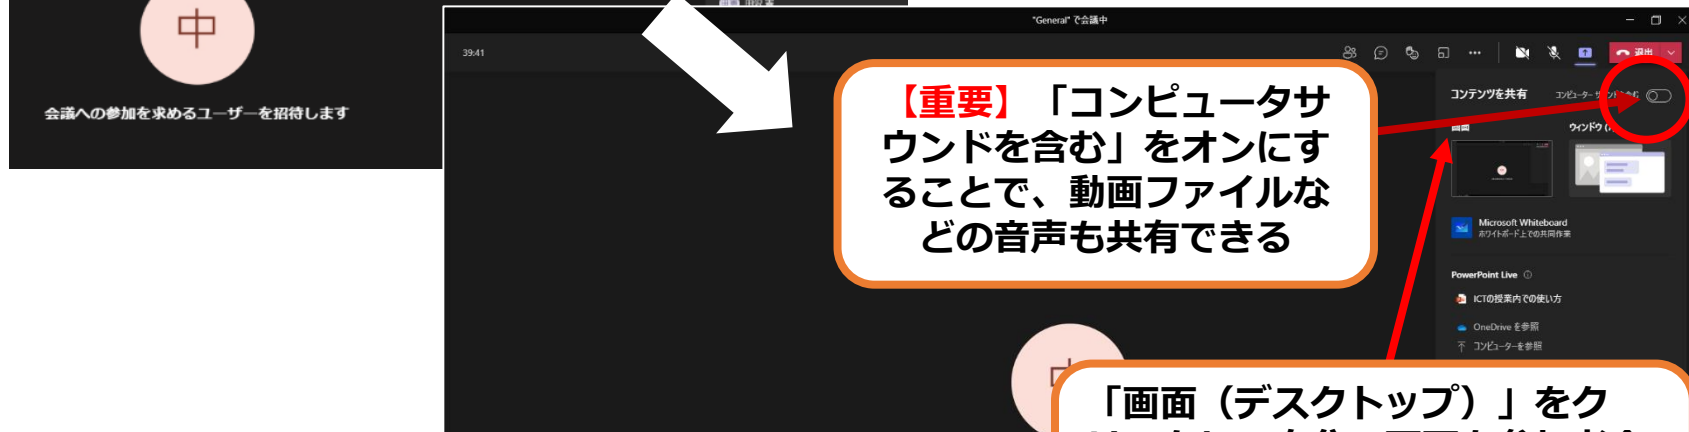 中
会議への参加を求めるユーザーを招待します
"General" で会議中
39:41
退出
【重要】「コンピュータサ
ウンドを含む」をオンにす
ることで、動画ファイルな
どの音声も共有できる
コンテンツを共有
画面
ウィンドウ
Microsoft Whiteboard
ホワイトボード上での共同作業
PowerPoint Live
ICTの授業内での使い方
OneDrive を参照
コンピューターを参照
「画面（デスクトップ）」をク